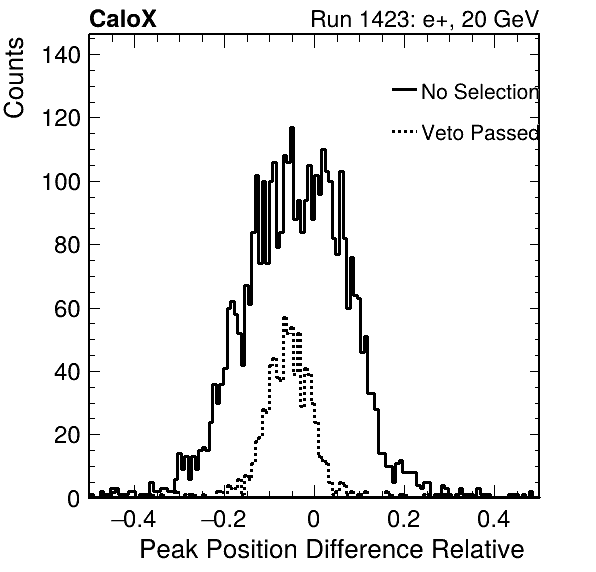 CaloX Run 1423: e+, 20 GeV
Counts
140
120
100
80
60
40
20
0
No Selection
Veto Passed
−0.4 −0.2 0 0.2 0.4
Peak Position Difference Relative